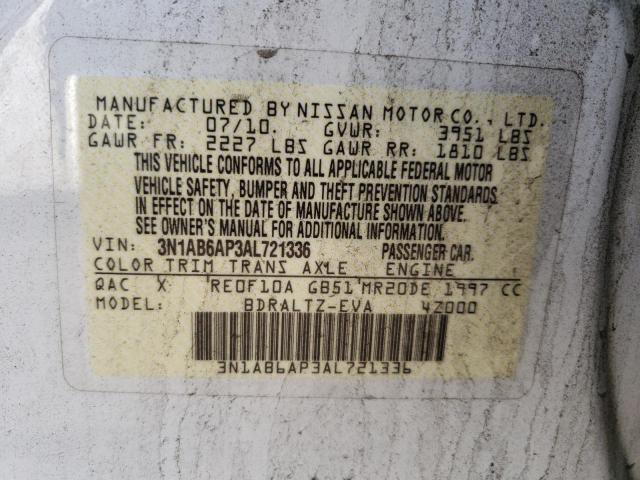 MANUFACTURED BY NISSAN MOTOR CO., LTD.
DATE: 07/10. GVWR: 3951 LBS
GAWR FR: 2227 LBS GAWR RR: 1810 LBS
THIS VEHICLE CONFORMS TO ALL APPLICABLE FEDERAL MOTOR
VEHICLE SAFETY, BUMPER AND THEFT PREVENTION STANDARDS
IN EFFECT ON THE DATE OF MANUFACTURE SHOWN ABOVE.
SEE OWNER'S MANUAL FOR ADDITIONAL INFORMATION.
VIN: 3N1AB6AP3AL721336 PASSENGER CAR.
COLOR TRIM TRANS AXLE ENGINE
QAC X RE0F10A GB51 MR20DE 1997 CC
MODEL: BDRALTZ-EVA 4Z000
3N1AB6AP3AL721336